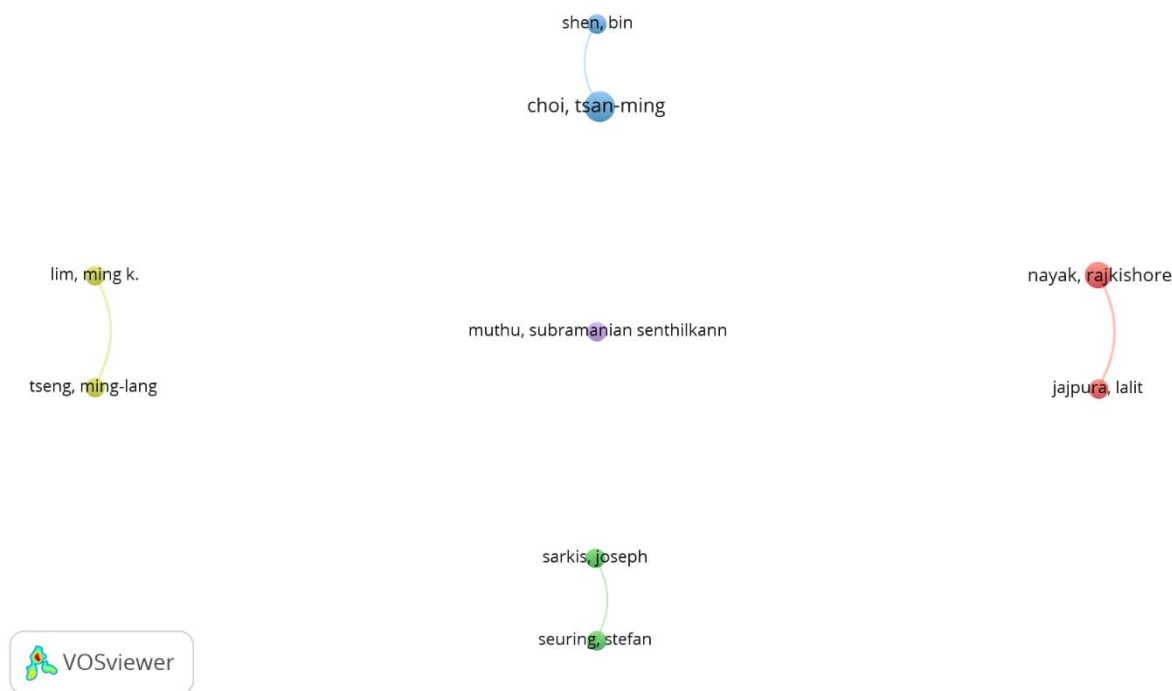 shen, bin
choi, tsan-ming
lim, ming k.
nayak, rajkishore
muthu, subramanian senthilkann
tseng, ming-lang
jajpura, lalit
sarkis, joseph
seuring, stefan
VOSviewer